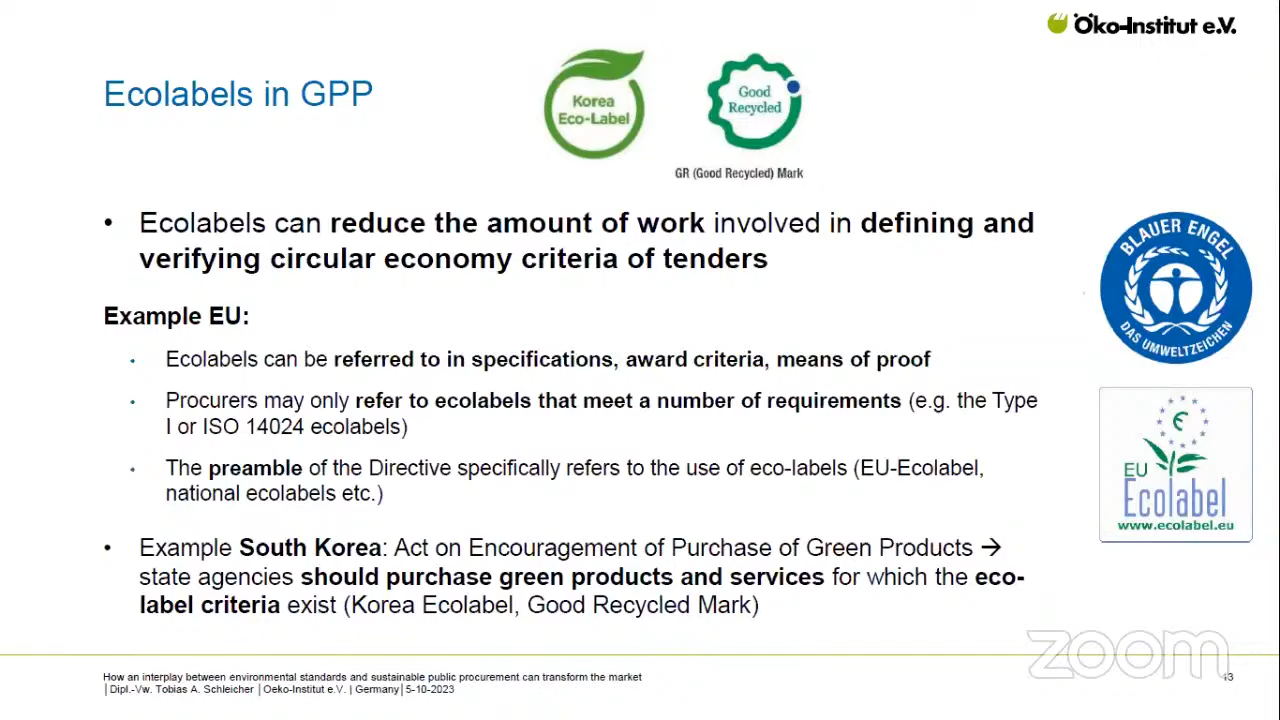 Öko-Institut e.V.
Ecolabels in GPP
Korea
Eco-Label
Good
Recycled
GR (Good Recycled) Mark
• Ecolabels can reduce the amount of work involved in defining and
verifying circular economy criteria of tenders
BLAUER ENGEL
DAS UMWELTZEICHEN
Example EU:
• Ecolabels can be referred to in specifications, award criteria, means of proof
• Procurers may only refer to ecolabels that meet a number of requirements (e.g. the Type
I or ISO 14024 ecolabels)
• The preamble of the Directive specifically refers to the use of eco-labels (EU-Ecolabel,
national ecolabels etc.)
EU
Ecolabel
www.ecolabel.eu
• Example South Korea: Act on Encouragement of Purchase of Green Products →
state agencies should purchase green products and services for which the eco-
label criteria exist (Korea Ecolabel, Good Recycled Mark)
zoom
How an interplay between environmental standards and sustainable public procurement can transform the market
│Dipl.-Vw. Tobias A. Schleicher │Oeko-Institut e.V. | Germany│5-10-2023